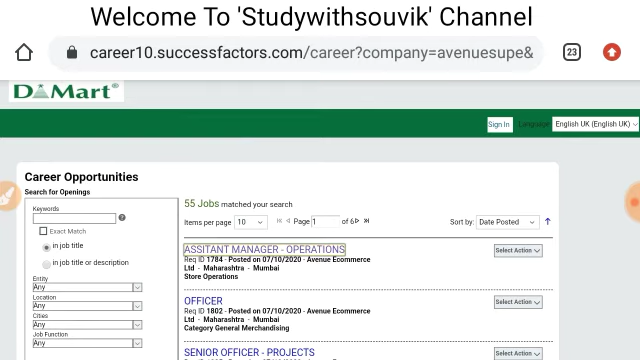 Welcome To 'Studywithsouvik' Channel
career10.successfactors.com/career?company=avenuesupe&
23
DMart®
Sign In Language English UK (English UK)
Career Opportunities
Search for Openings
Keywords
?
Exact Match
in job title
in job title or description
Entity
Any
Location
Any
Cities
Any
Job Function
Any
55 Jobs matched your search
Items per page 10 Page 1 of 6 Sort by: Date Posted
ASSITANT MANAGER - OPERATIONS
Select Action
Req ID 1784 - Posted on 07/10/2020 - Avenue Ecommerce
Ltd - Maharashtra - Mumbai
Store Operations
OFFICER
Select Action
Req ID 1802 - Posted on 07/10/2020 - Avenue Ecommerce
Ltd - Maharashtra - Mumbai
Category General Merchandising
SENIOR OFFICER - PROJECTS
Select Action